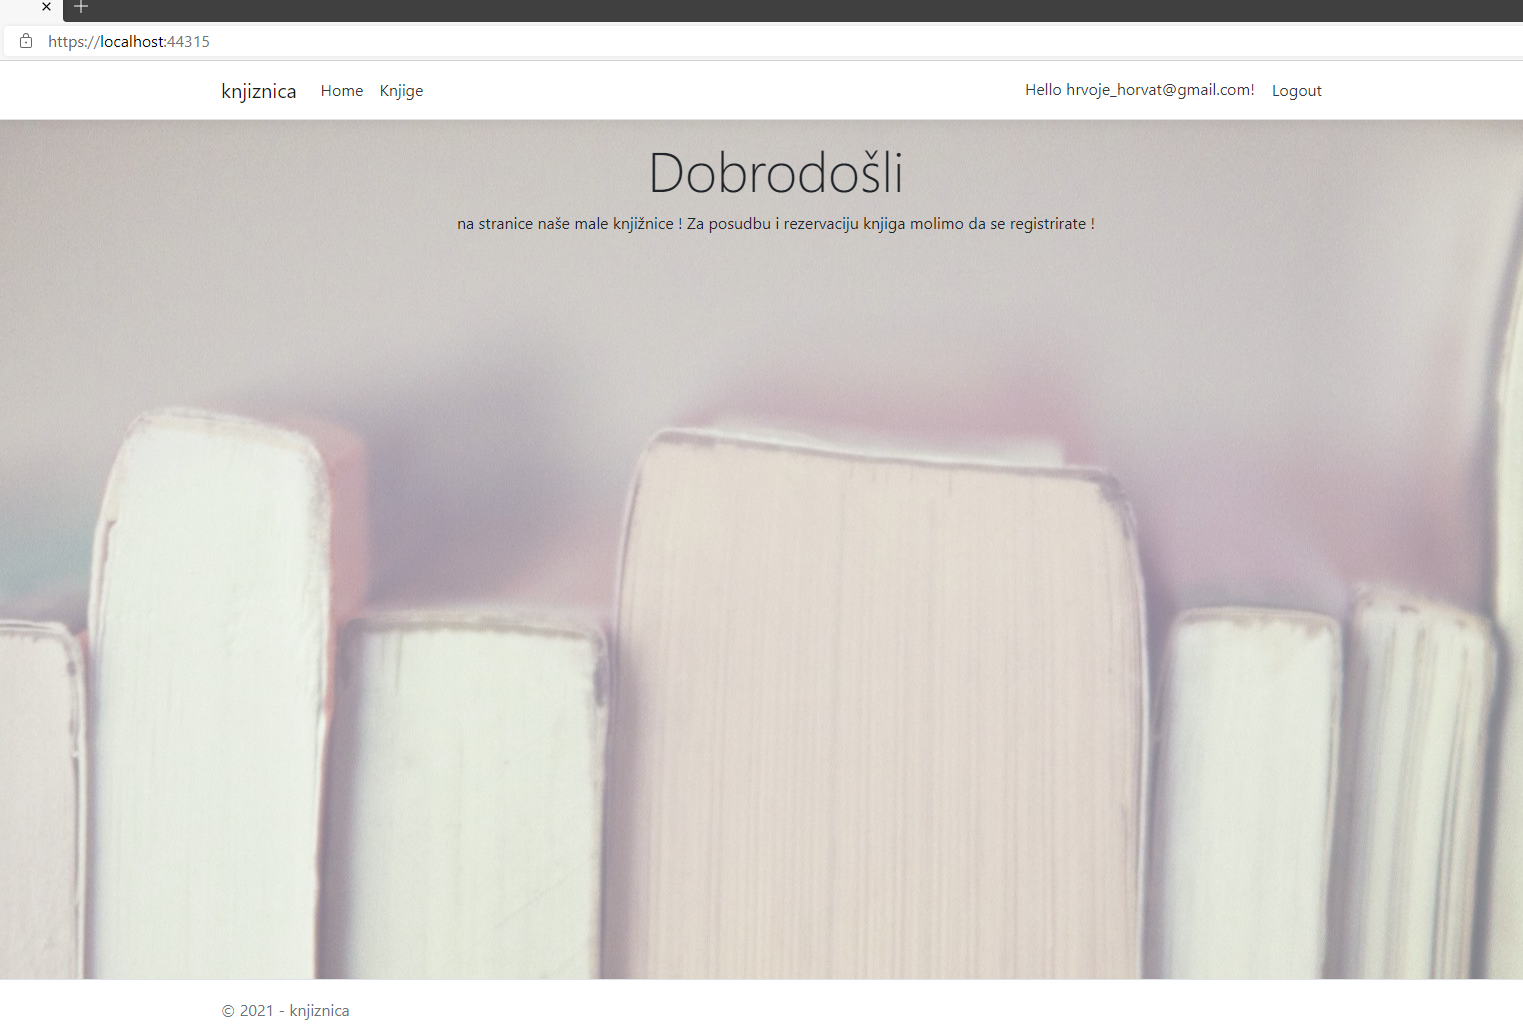 https://localhost:44315
knjiznica Home Knjige Hello hrvoje_horvat@gmail.com! Logout
Dobrodošli
na stranice naše male knjižnice ! Za posudbu i rezervaciju knjiga molimo da se registrirate !
© 2021 - knjiznica